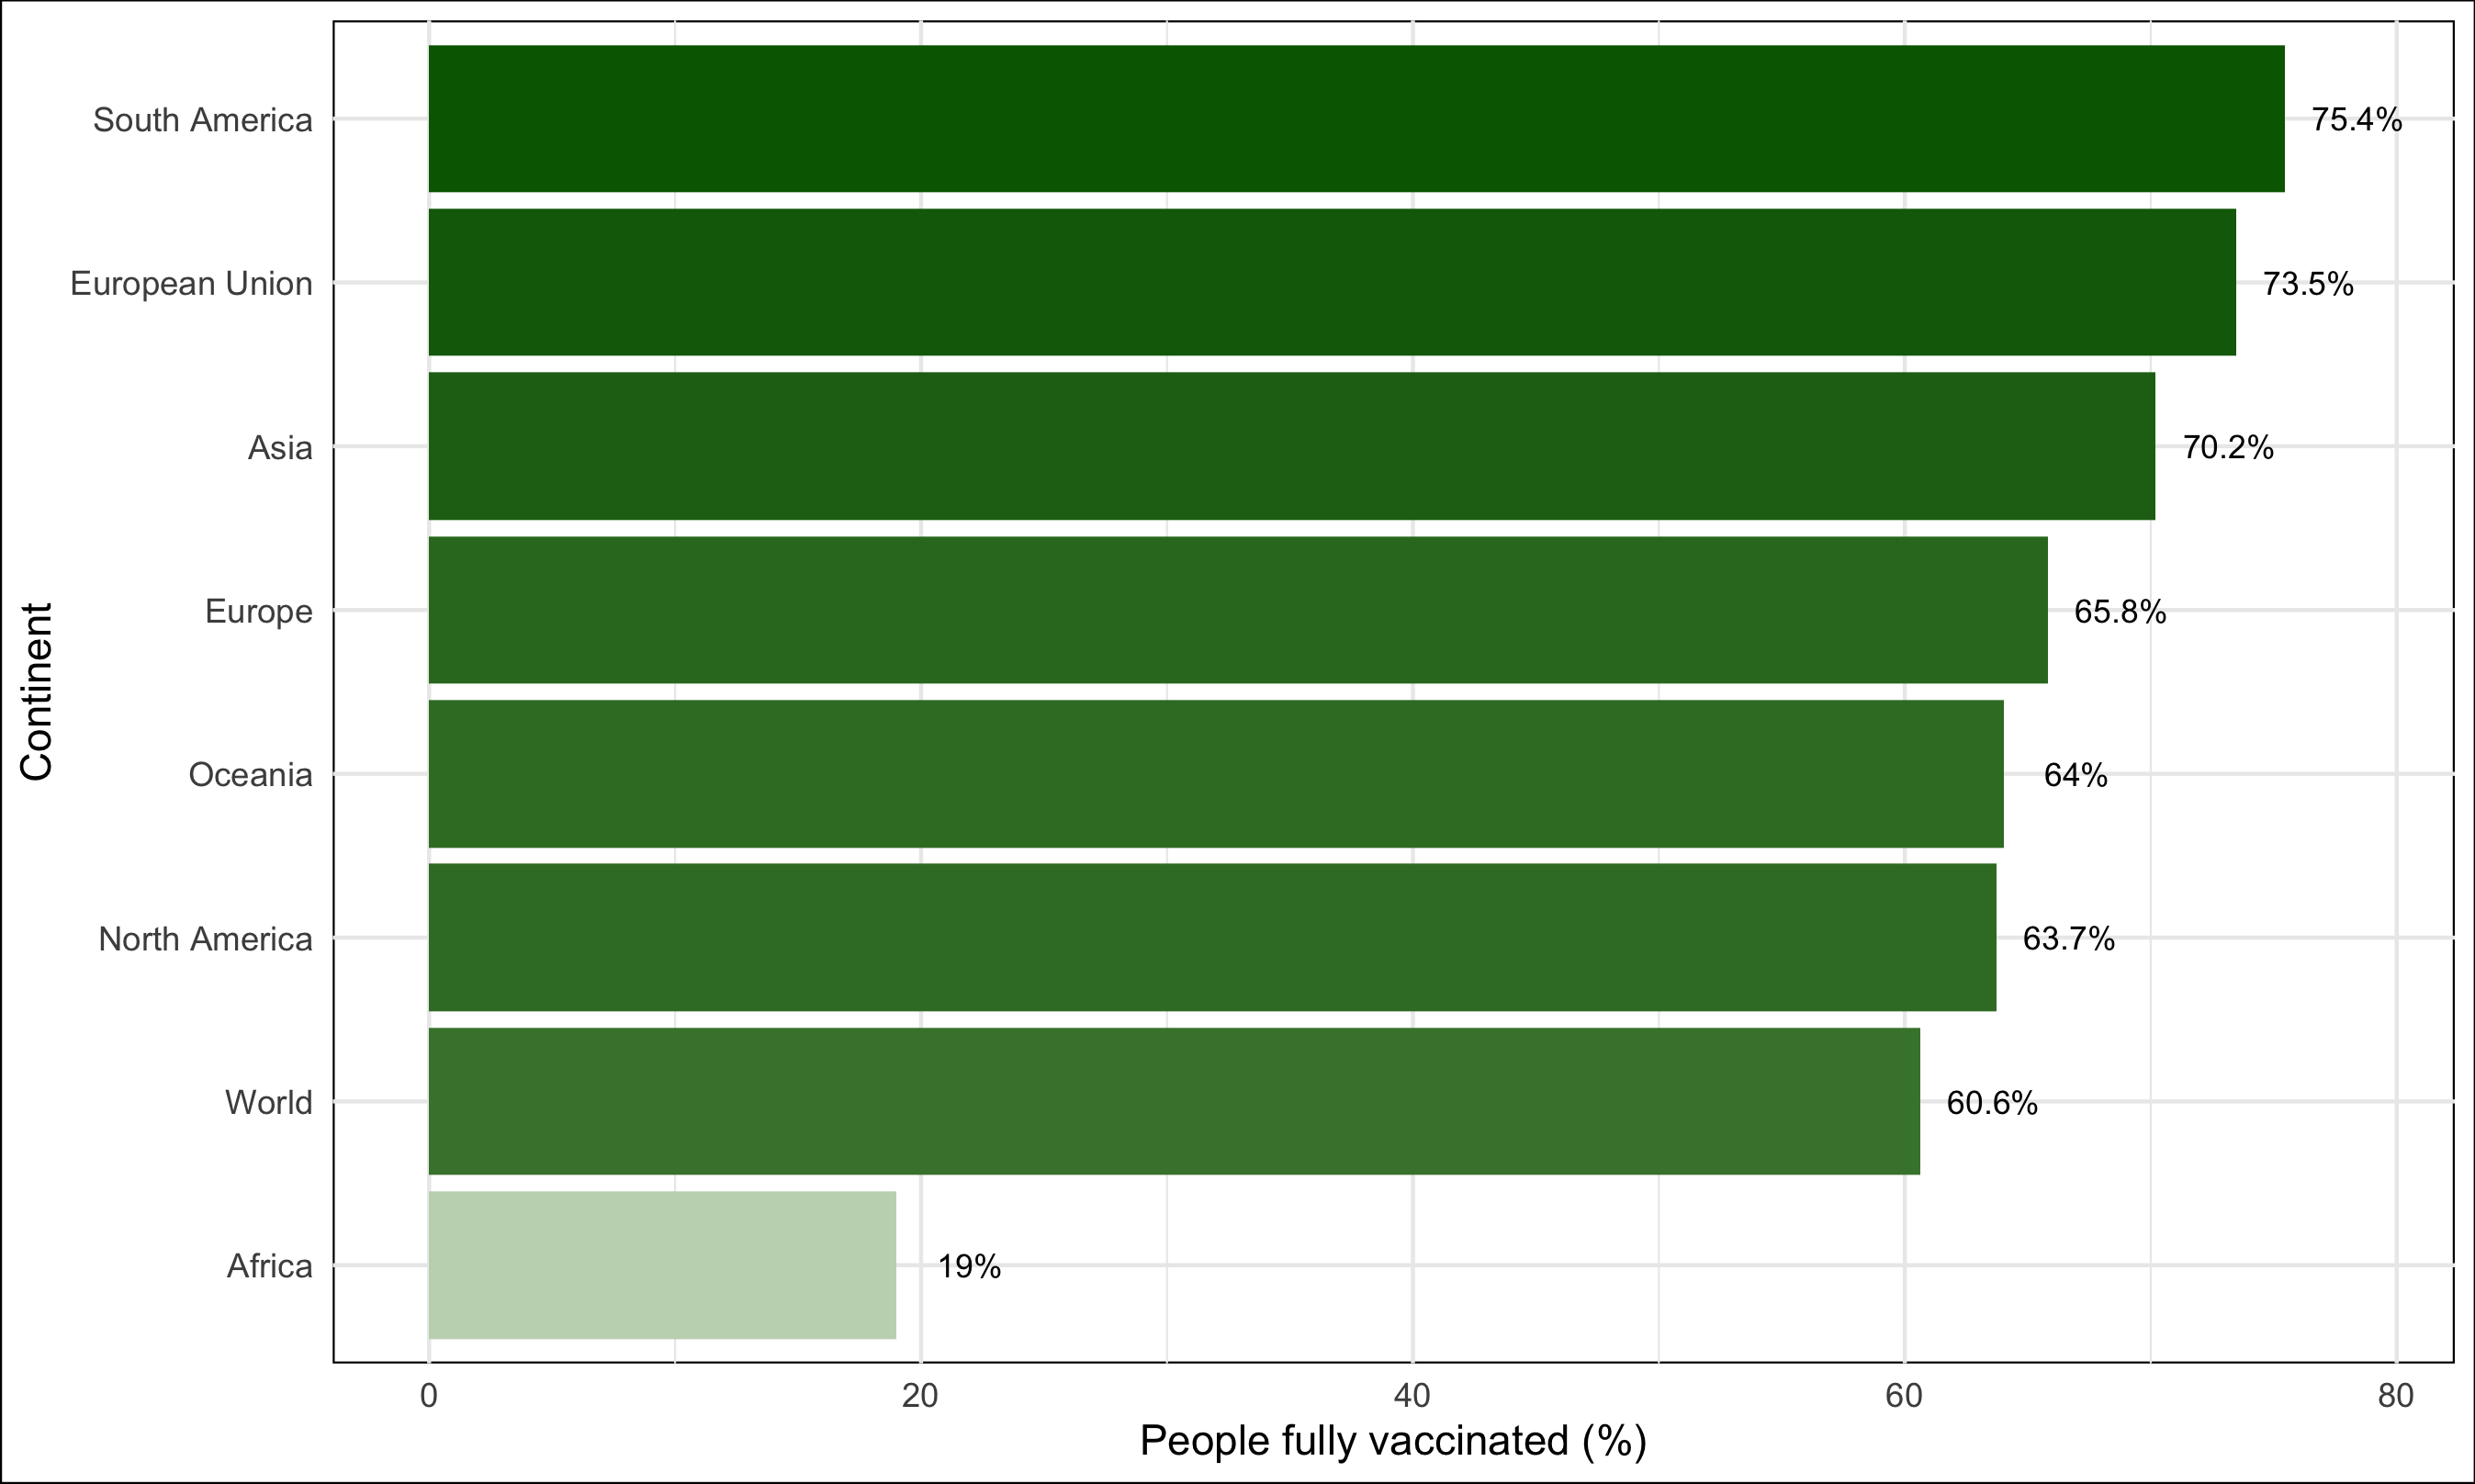 South America
75.4%
European Union
73.5%
Asia
70.2%
Europe
65.8%
Oceania
64%
North America
63.7%
World
60.6%
Africa
19%
Continent
0 20 40 60 80
People fully vaccinated (%)